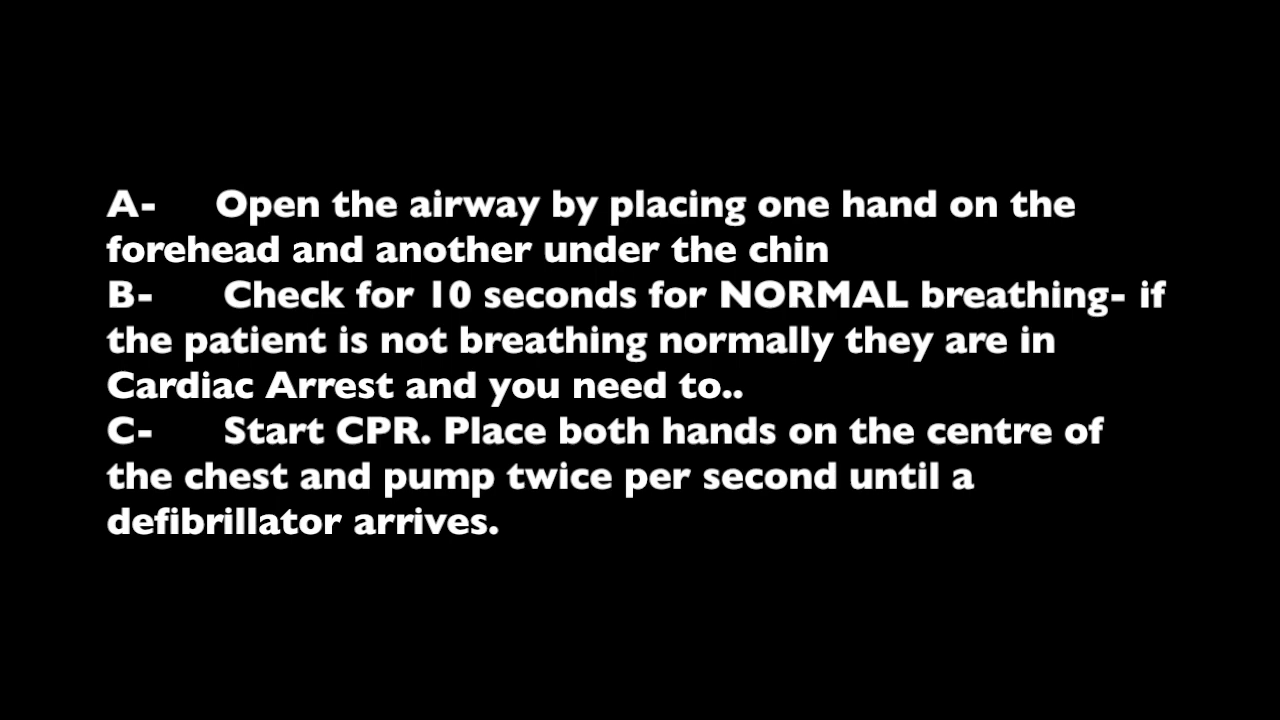 A- Open the airway by placing one hand on the
forehead and another under the chin
B- Check for 10 seconds for NORMAL breathing- if
the patient is not breathing normally they are in
Cardiac Arrest and you need to..
C- Start CPR. Place both hands on the centre of
the chest and pump twice per second until a
defibrillator arrives.